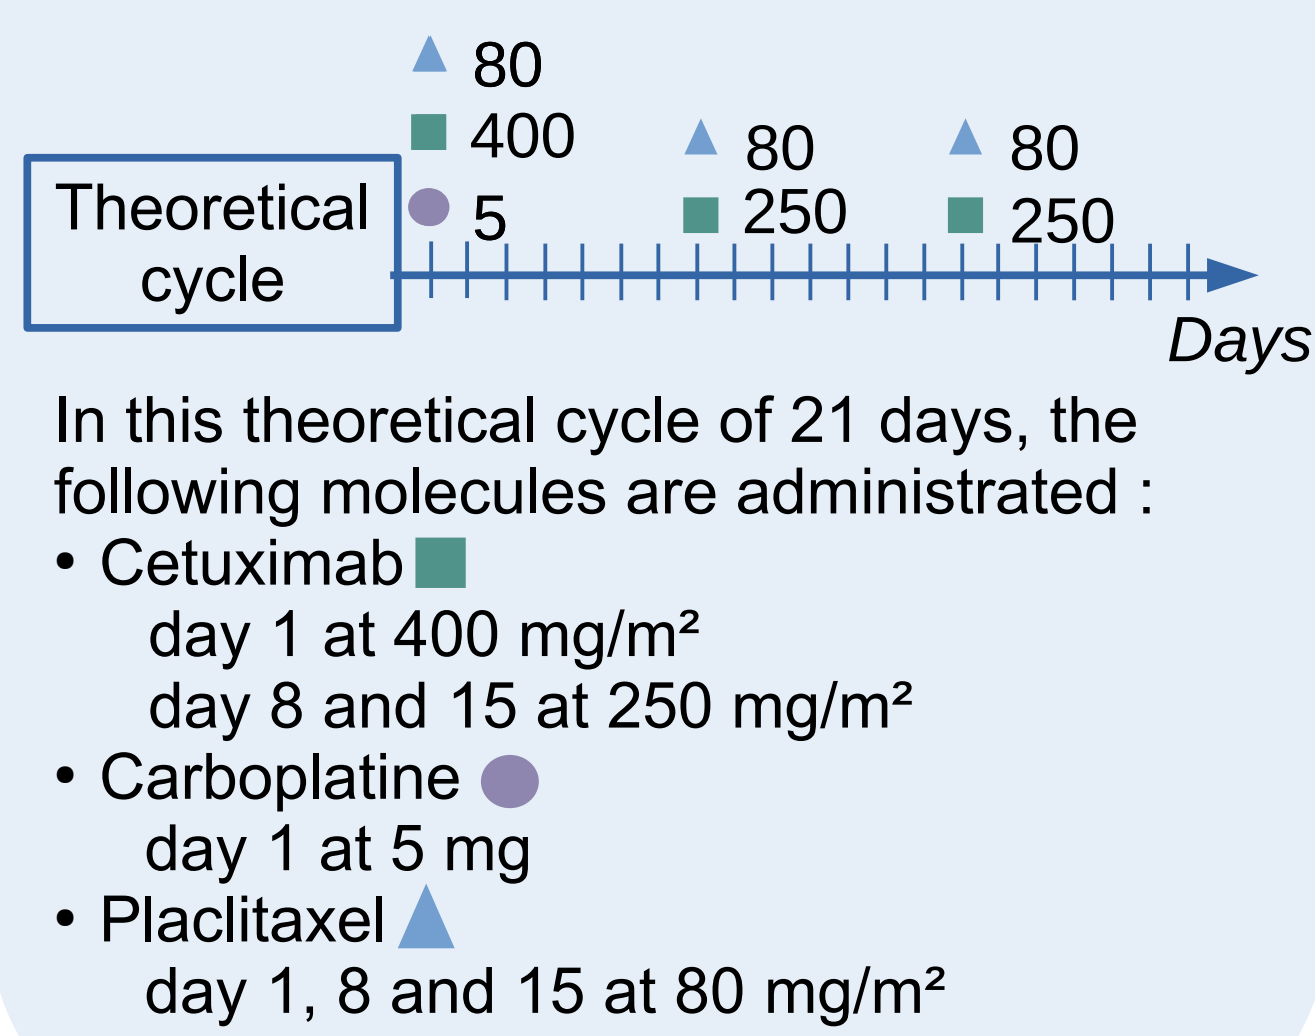 80
400
5
80
250
80
250
Theoretical
cycle
Days
In this theoretical cycle of 21 days, the
following molecules are administrated :
• Cetuximab
day 1 at 400 mg/m²
day 8 and 15 at 250 mg/m²
• Carboplatine
day 1 at 5 mg
• Placlitaxel
day 1, 8 and 15 at 80 mg/m²